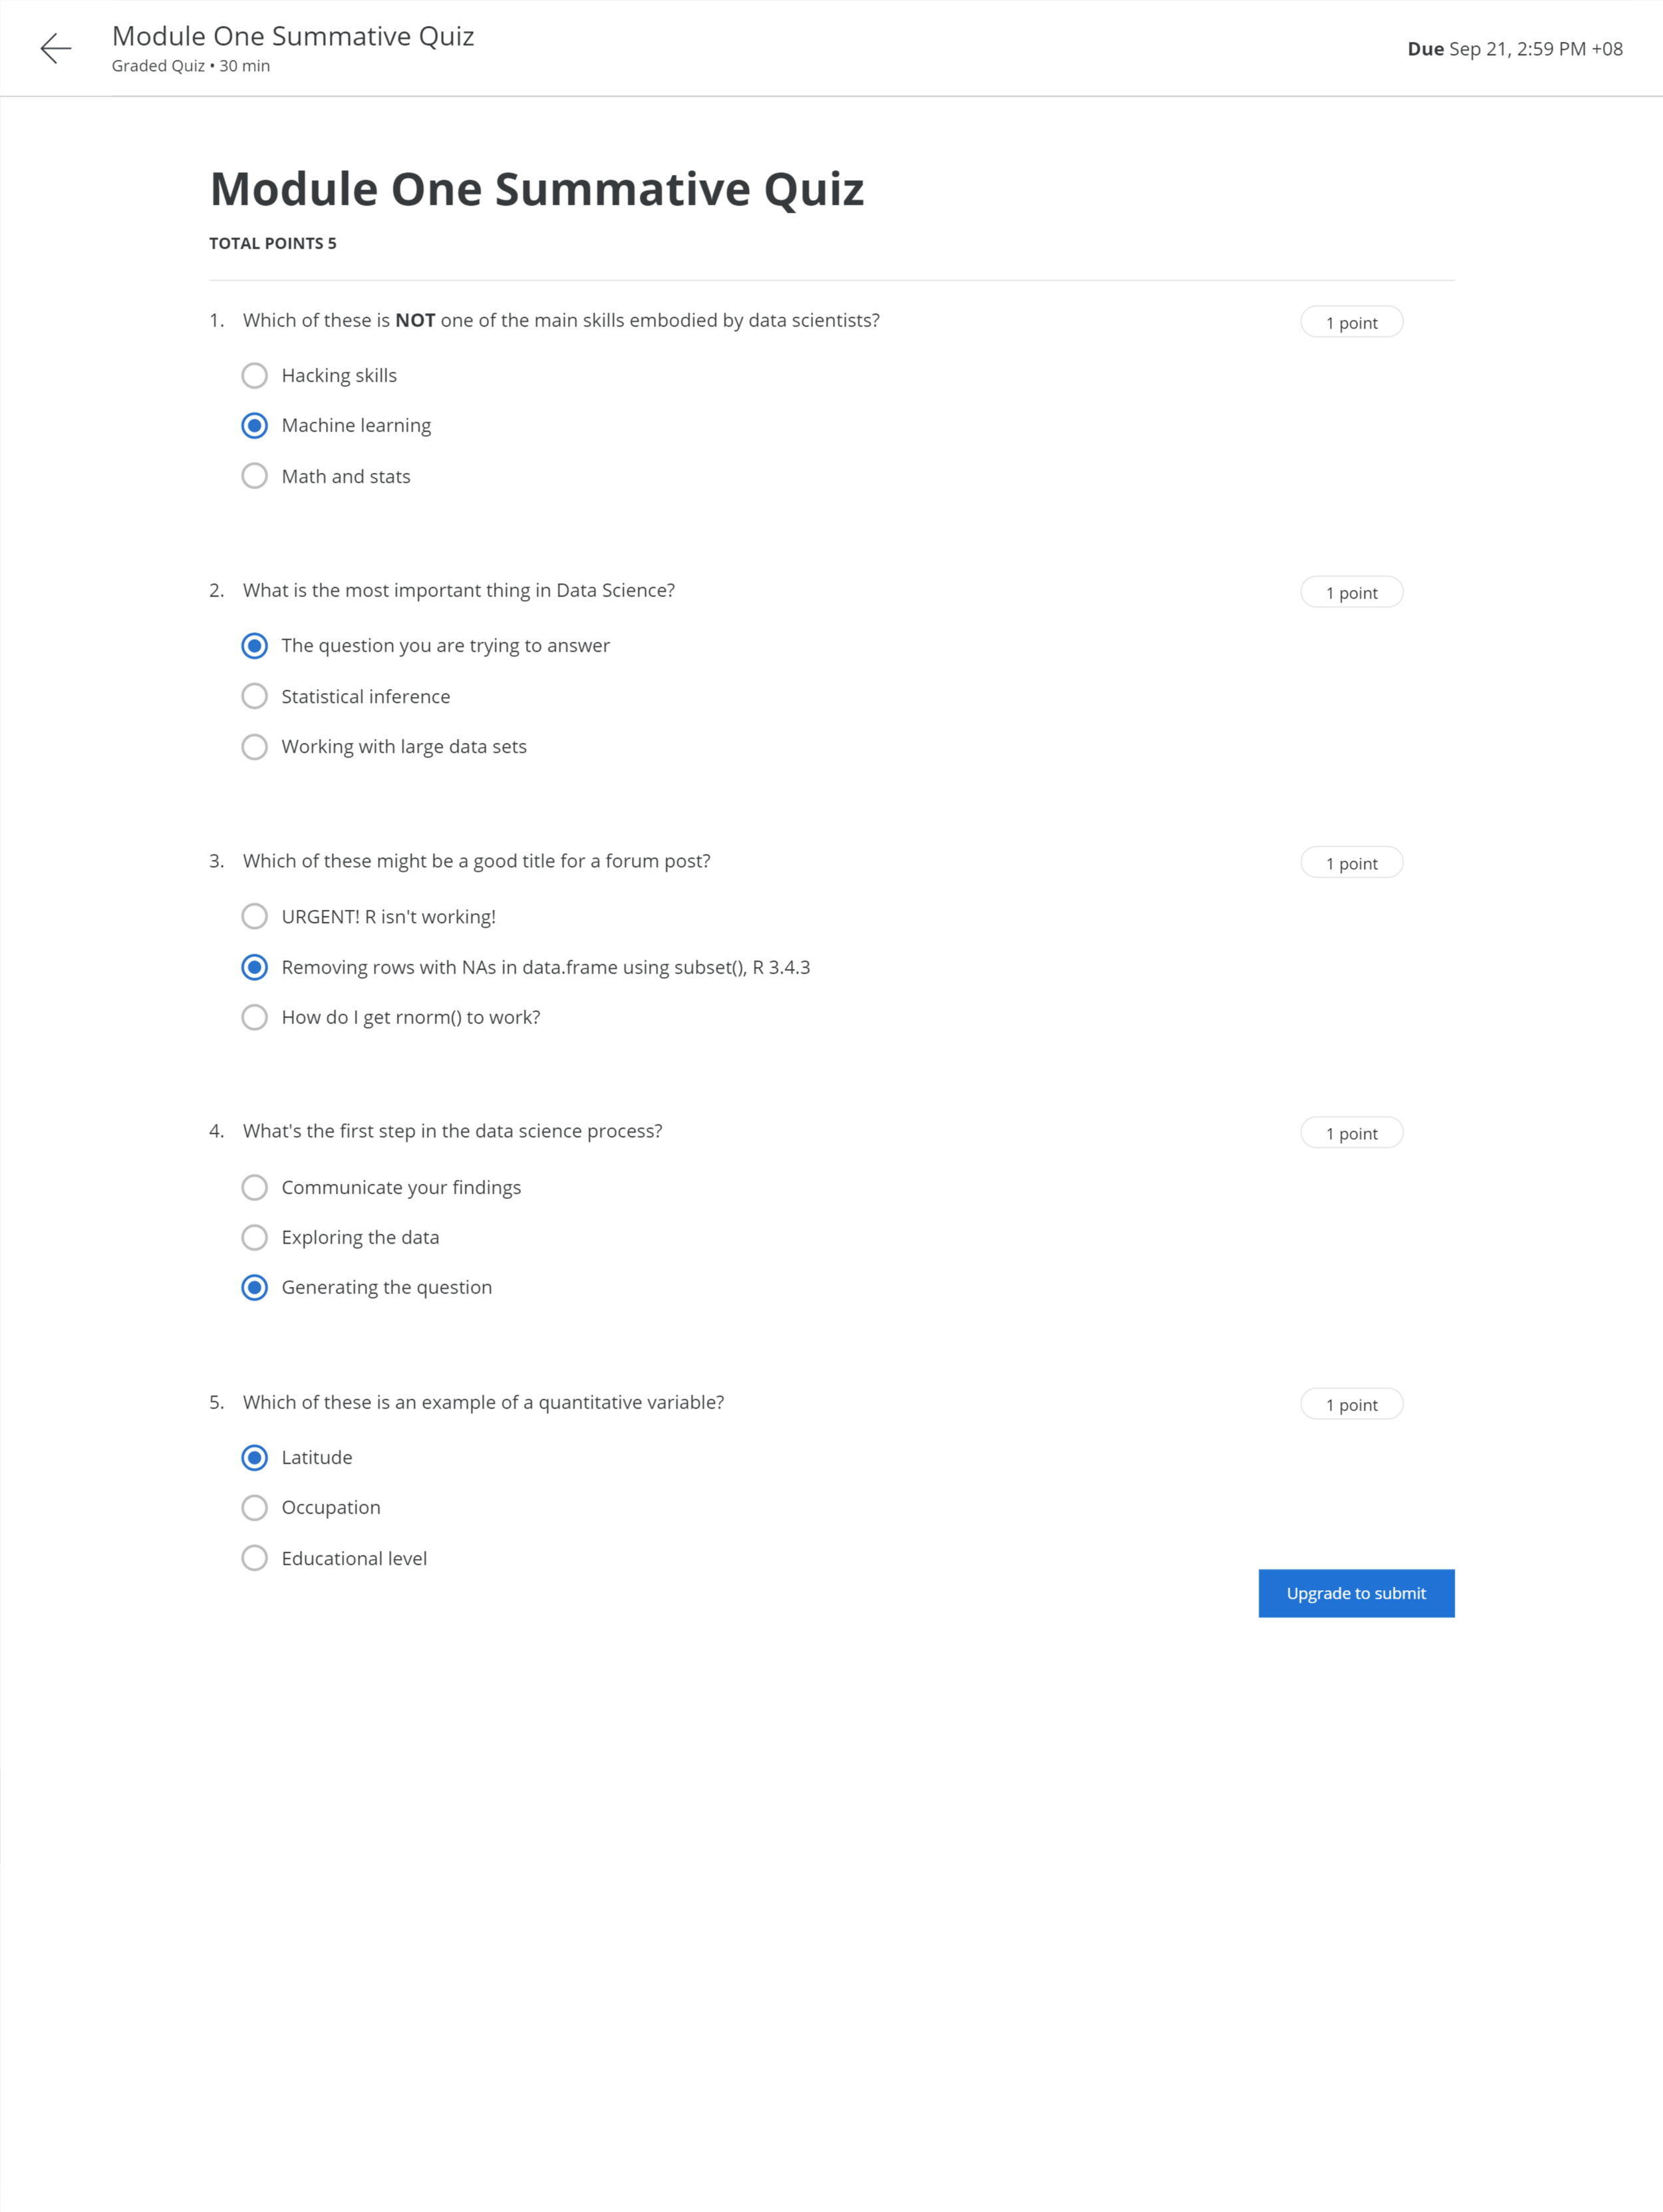 Module One Summative Quiz
Graded Quiz • 30 min
Due Sep 21, 2:59 PM +08
Module One Summative Quiz
TOTAL POINTS 5
1. Which of these is NOT one of the main skills embodied by data scientists?
1 point
Hacking skills
Machine learning
Math and stats
2. What is the most important thing in Data Science?
1 point
The question you are trying to answer
Statistical inference
Working with large data sets
3. Which of these might be a good title for a forum post?
1 point
URGENT! R isn't working!
Removing rows with NAs in data.frame using subset(), R 3.4.3
How do I get rnorm() to work?
4. What's the first step in the data science process?
1 point
Communicate your findings
Exploring the data
Generating the question
5. Which of these is an example of a quantitative variable?
1 point
Latitude
Occupation
Educational level
Upgrade to submit